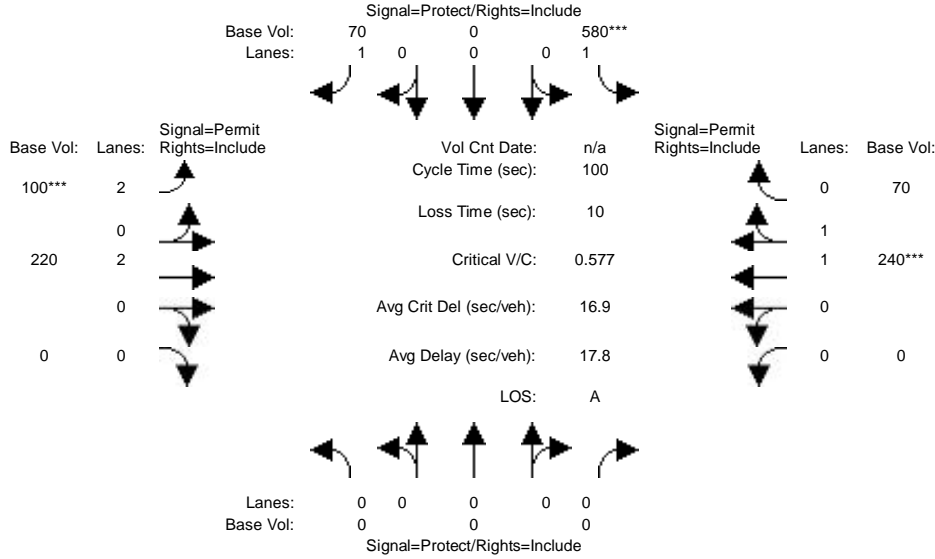 Signal=Protect/Rights=Include
Base Vol: 70 0 580***
Lanes: 1 0 0 0 1
Signal=Permit Signal=Permit
Base Vol: Lanes: Rights=Include Vol Cnt Date: n/a Rights=Include Lanes: Base Vol:
Cycle Time (sec): 100
100*** 2 0 70
Loss Time (sec): 10
0 1
220 2 Critical V/C: 0.577 1 240***
0 Avg Crit Del (sec/veh): 16.9 0
0 0 Avg Delay (sec/veh): 17.8 0 0
LOS: A
Lanes: 0 0 0 0 0
Base Vol: 0 0 0
Signal=Protect/Rights=Include